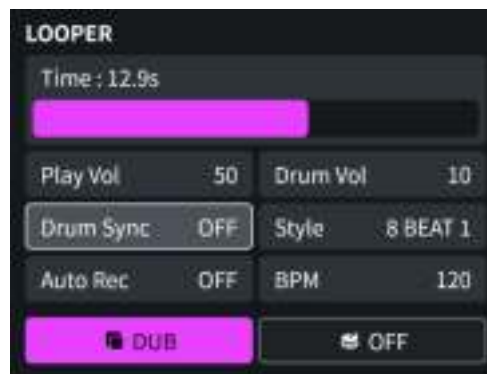 LOOPER
Time : 12.9s
Play Vol 50 Drum Vol 10
Drum Sync OFF Style 8 BEAT 1
Auto Rec OFF BPM 120
DUB OFF